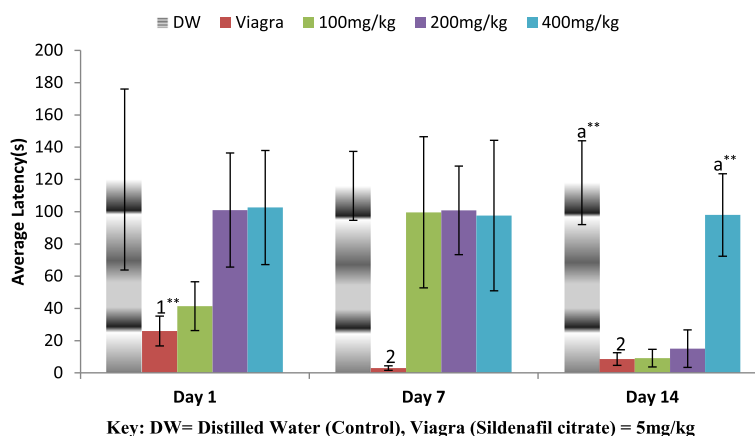 DW Viagra 100mg/kg 200mg/kg 400mg/kg
200
180
160
140
120
100
80
60
40
20
0
Average Latency(s)
1**
2
a**
2
a**
Day 1 Day 7 Day 14
Key: DW= Distilled Water (Control), Viagra (Sildenafil citrate) = 5mg/kg